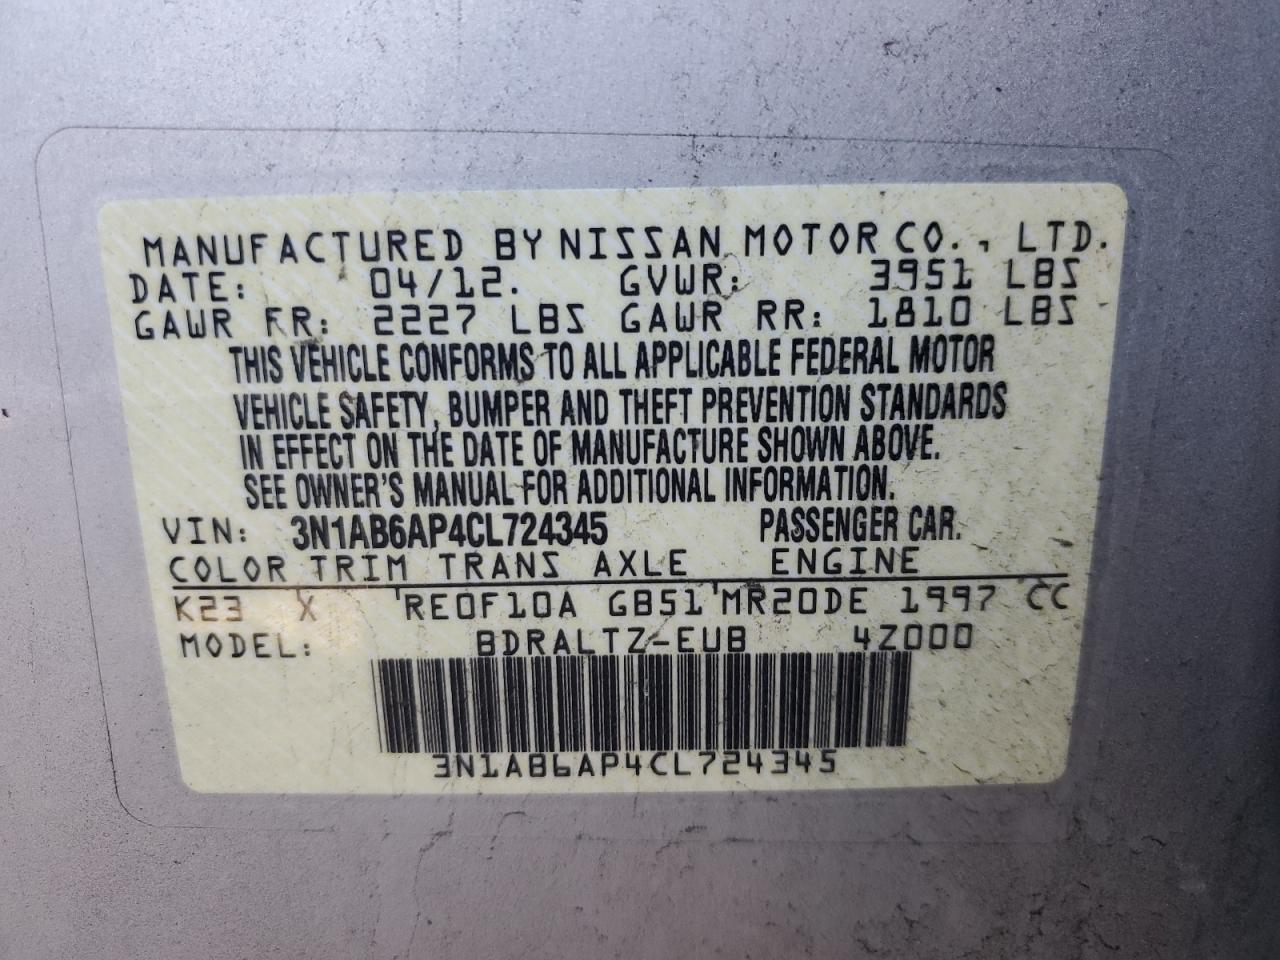 MANUFACTURED BY NISSAN MOTOR CO., LTD.
DATE: 04/12. GVWR: 3951 LBS
GAWR FR: 2227 LBS GAWR RR: 1810 LBS
THIS VEHICLE CONFORMS TO ALL APPLICABLE FEDERAL MOTOR
VEHICLE SAFETY, BUMPER AND THEFT PREVENTION STANDARDS
IN EFFECT ON THE DATE OF MANUFACTURE SHOWN ABOVE.
SEE OWNER'S MANUAL FOR ADDITIONAL INFORMATION.
VIN: 3N1AB6AP4CL724345 PASSENGER CAR.
COLOR TRIM TRANS AXLE ENGINE
K23 X RE0F10A GB51 MR20DE 1997 CC
MODEL: BDRALTZ-EUB 4Z000
3N1AB6AP4CL724345